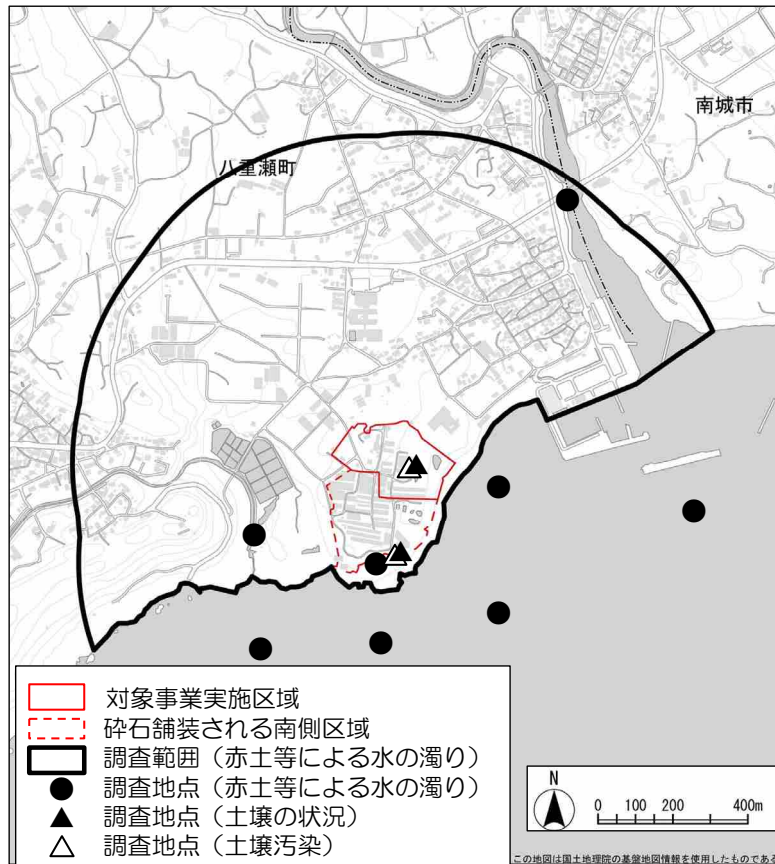 南城市
八重瀬町
対象事業実施区域
砕石舗装される南側区域
調査範囲（赤土等による水の濁り）
調査地点（赤土等による水の濁り）
調査地点（土壌の状況）
調査地点（土壌汚染）
N
0 100 200 400m
この地図は国土地理院の基盤地図情報を使用したものである